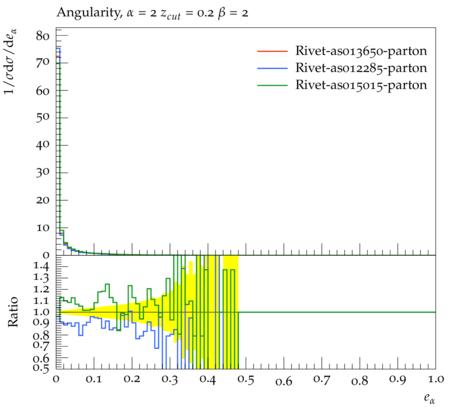 Angularity, α = 2 z_cut = 0.2 β = 2
1/σdσ/de_α
80
70
60
50
40
30
20
10
0
Rivet-as013650-parton
Rivet-as012285-parton
Rivet-as015015-parton
Ratio
1.4
1.3
1.2
1.1
1.0
0.9
0.8
0.7
0.6
0.5
0 0.1 0.2 0.3 0.4 0.5 0.6 0.7 0.8 0.9 1.0
e_α